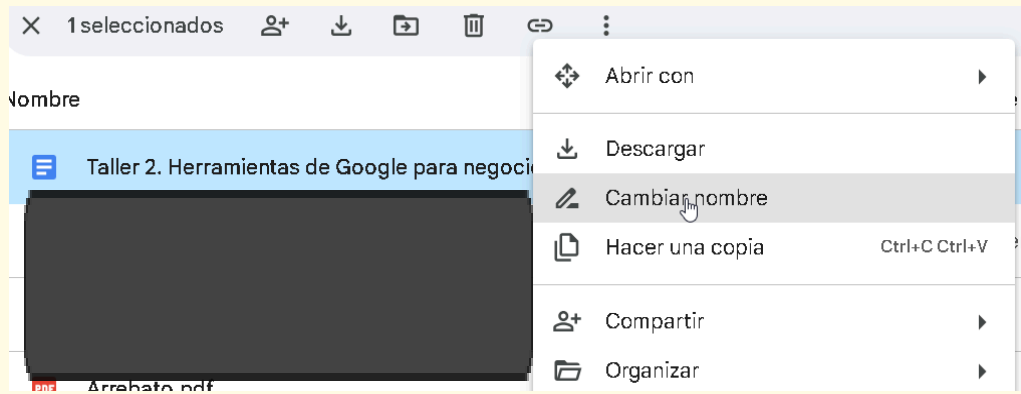 1 seleccionados
Nombre
Taller 2. Herramientas de Google para negoci
PDF
Arrebato.pdf
Abrir con
Descargar
Cambiar nombre
Hacer una copia Ctrl+C Ctrl+V
Compartir
Organizar